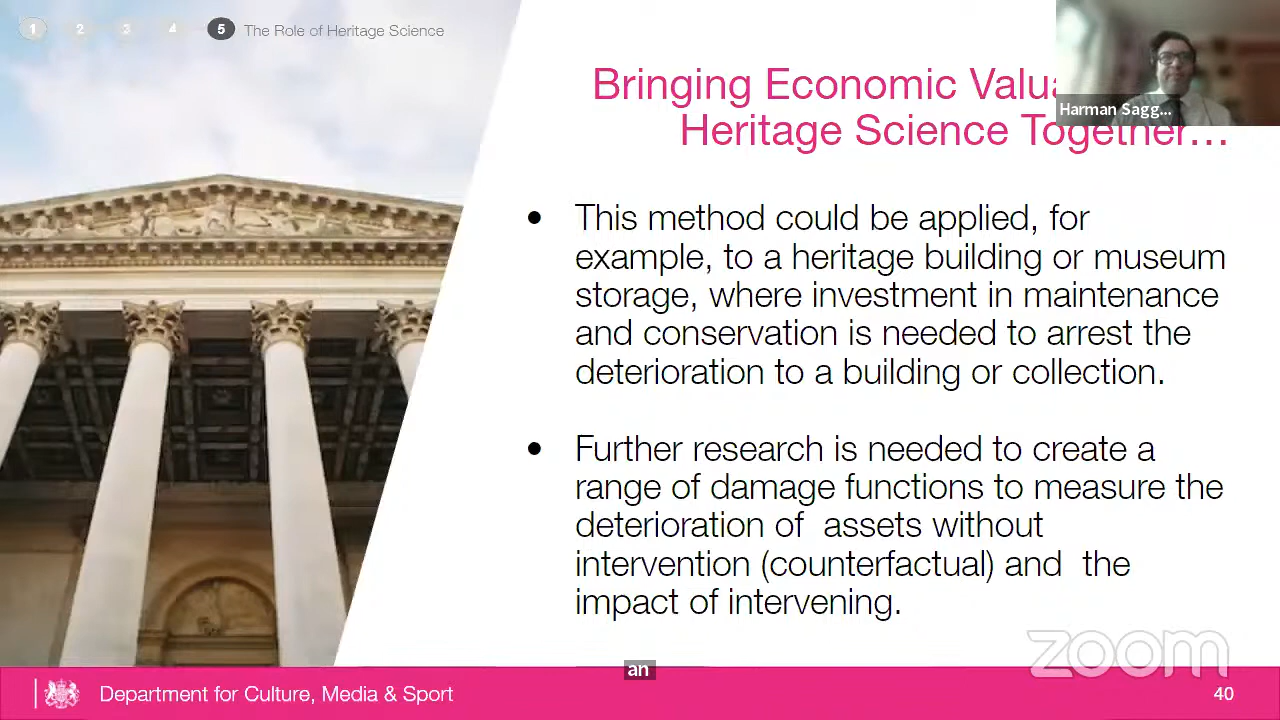 1 2 3 4 5 The Role of Heritage Science
Bringing Economic
Heritage Science Together...
Harman Sagg...
• This method could be applied, for
example, to a heritage building or museum
storage, where investment in maintenance
and conservation is needed to arrest the
deterioration to a building or collection.
• Further research is needed to create a
range of damage functions to measure the
deterioration of assets without
intervention (counterfactual) and the
impact of intervening.
zoom
an
Department for Culture, Media & Sport
40